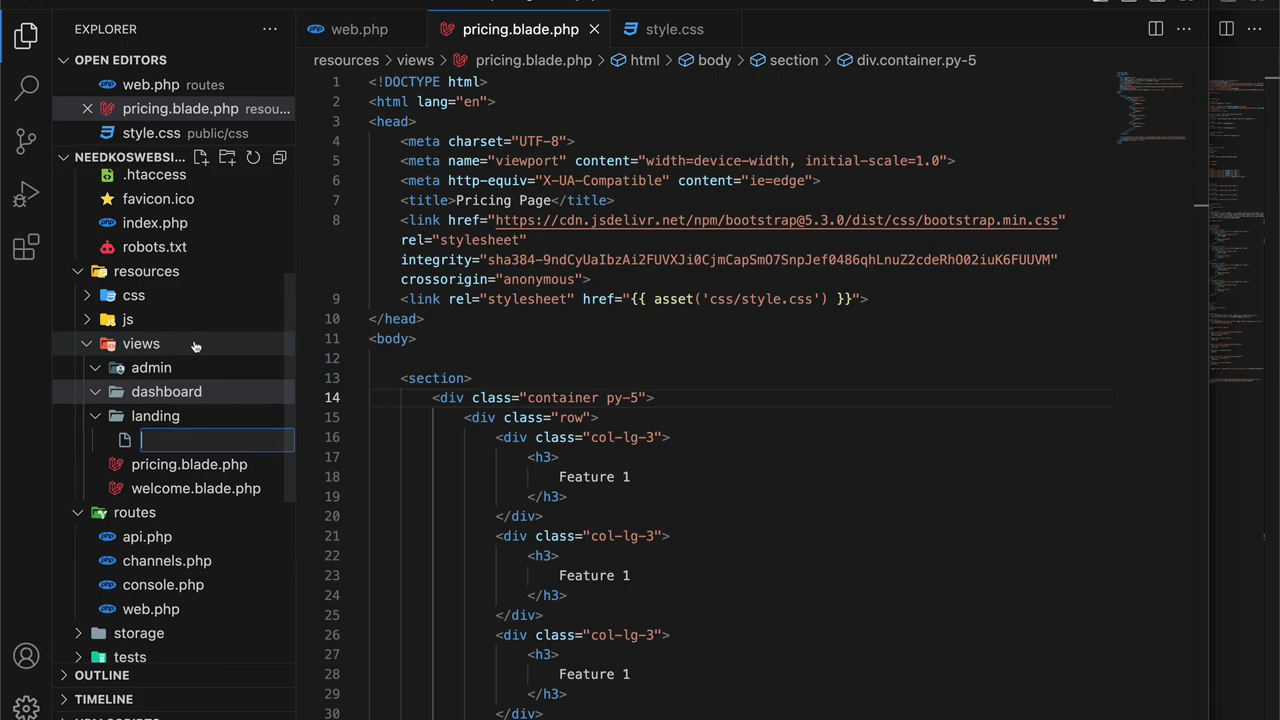 EXPLORER
OPEN EDITORS
web.php routes
pricing.blade.php resou...
style.css public/css
NEEDKOSWEBSI...
.htaccess
favicon.ico
index.php
robots.txt
resources
css
js
views
admin
dashboard
landing
pricing.blade.php
welcome.blade.php
routes
api.php
channels.php
console.php
web.php
storage
tests
OUTLINE
TIMELINE
web.php
pricing.blade.php
style.css
resources > views > pricing.blade.php > html > body > section > div.container.py-5
1 <!DOCTYPE html>
2 <html lang="en">
3 <head>
4 <meta charset="UTF-8">
5 <meta name="viewport" content="width=device-width, initial-scale=1.0">
6 <meta http-equiv="X-UA-Compatible" content="ie=edge">
7 <title>Pricing Page</title>
8 <link href="https://cdn.jsdelivr.net/npm/bootstrap@5.3.0/dist/css/bootstrap.min.css"
rel="stylesheet"
integrity="sha384-9ndCyUaIbzAi2FUVXJi0CjmCapSmO7SnpJef0486qhLnuZ2cdeRhO02iuK6FUUVM"
crossorigin="anonymous">
9 <link rel="stylesheet" href="{{ asset('css/style.css') }}">
10 </head>
11 <body>
12
13 <section>
14 <div class="container py-5">
15 <div class="row">
16 <div class="col-lg-3">
17 <h3>
18 Feature 1
19 </h3>
20 </div>
21 <div class="col-lg-3">
22 <h3>
23 Feature 1
24 </h3>
25 </div>
26 <div class="col-lg-3">
27 <h3>
28 Feature 1
29 </h3>
30 </div>